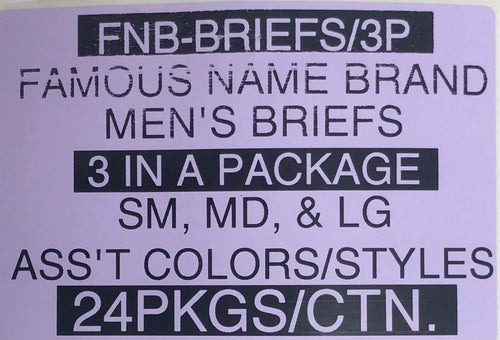 FNB-BRIEFS/3P
FAMOUS NAME BRAND
MEN'S BRIEFS
3 IN A PACKAGE
SM, MD, & LG
ASS'T COLORS/STYLES
24PKGS/CTN.